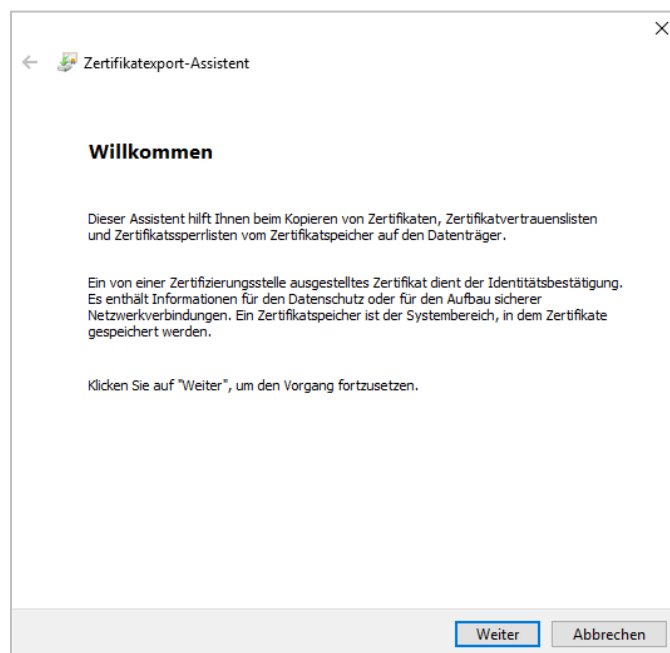 Zertifikatexport-Assistent
Willkommen
Dieser Assistent hilft Ihnen beim Kopieren von Zertifikaten, Zertifikatvertrauenslisten
und Zertifikatssperrlisten vom Zertifikatspeicher auf den Datenträger.
Ein von einer Zertifizierungsstelle ausgestelltes Zertifikat dient der Identitätsbestätigung.
Es enthält Informationen für den Datenschutz oder für den Aufbau sicherer
Netzwerkverbindungen. Ein Zertifikatspeicher ist der Systembereich, in dem Zertifikate
gespeichert werden.
Klicken Sie auf "Weiter", um den Vorgang fortzusetzen.
Weiter Abbrechen